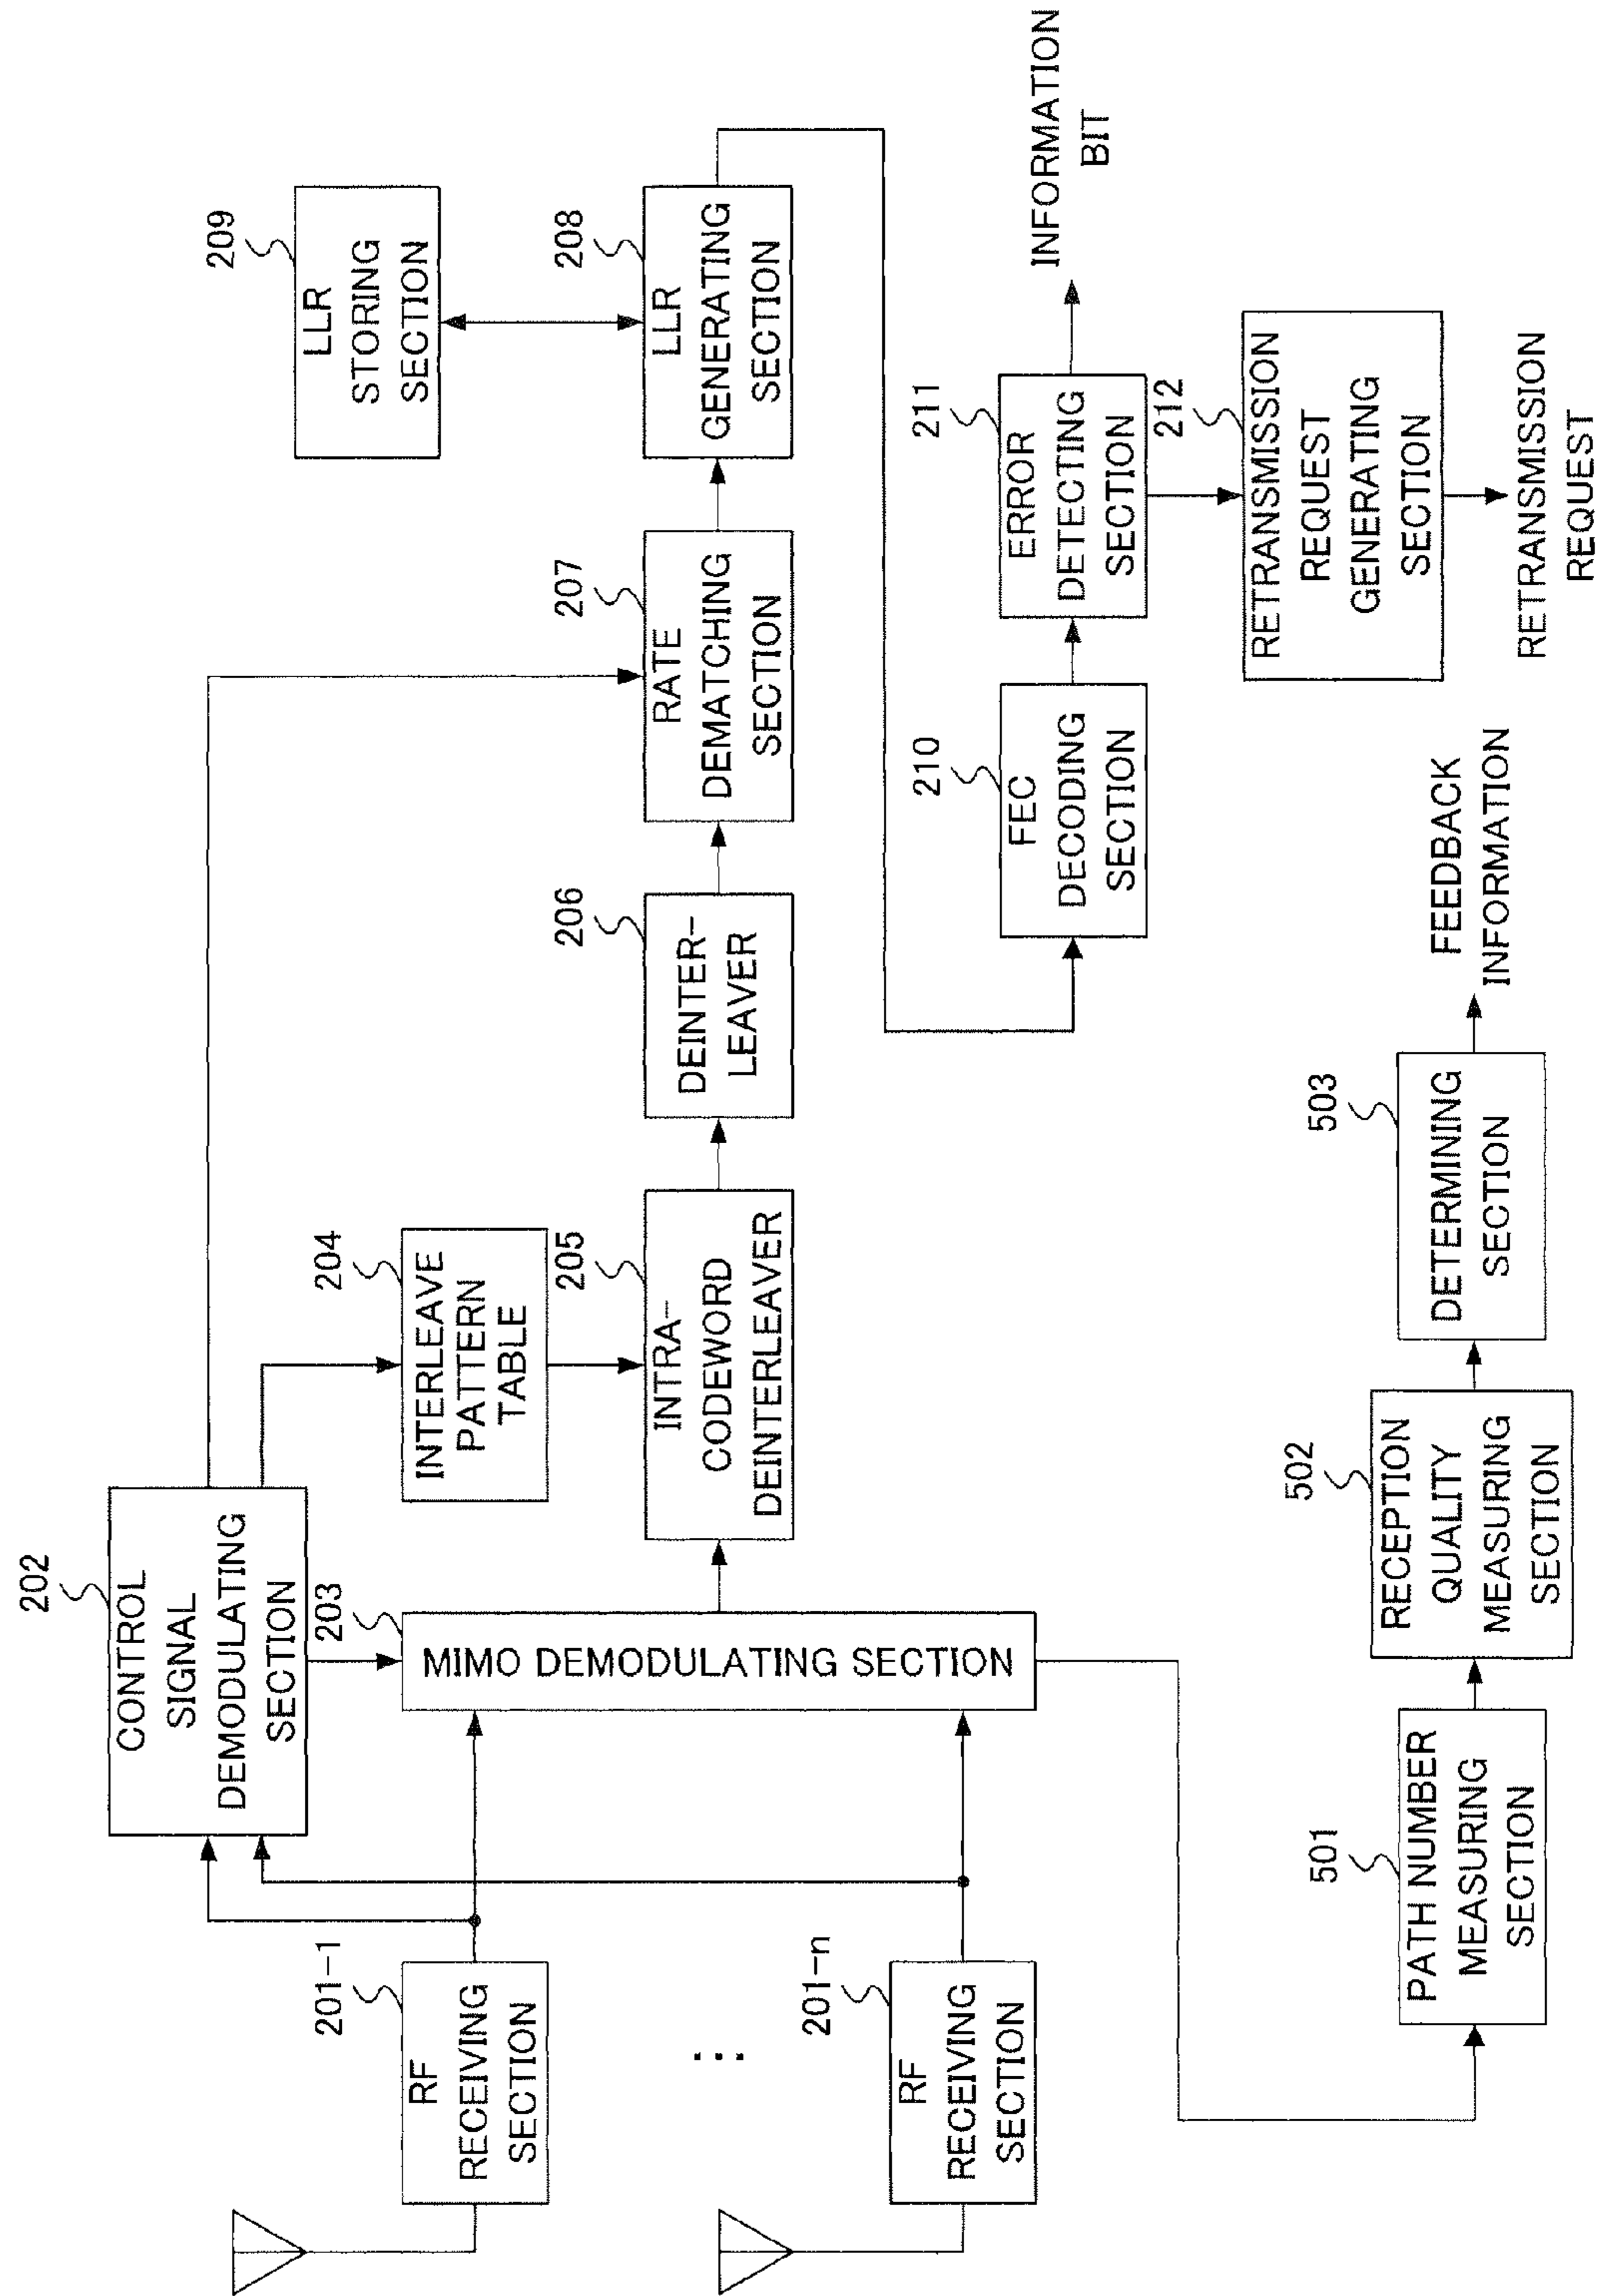 202
CONTROL
SIGNAL
DEMODULATING
SECTION
209
LLR
STORING
SECTION
201-1
RF
RECEIVING
SECTION
203
MIMO DEMODULATING SECTION
204
INTERLEAVE
PATTERN
TABLE
205
INTRA-
CODEWORD
DEINTERLEAVER
206
DEINTER-
LEAVER
207
RATE
DEMATCHING
SECTION
208
LLR
GENERATING
SECTION
...
201-n
RF
RECEIVING
SECTION
210
FEC
DECODING
SECTION
211
ERROR
DETECTING
SECTION
INFORMATION
BIT
212
RETRANSMISSION
REQUEST
GENERATING
SECTION
RETRANSMISSION
REQUEST
501
PATH NUMBER
MEASURING
SECTION
502
RECEPTION
QUALITY
MEASURING
SECTION
503
DETERMINING
SECTION
FEEDBACK
INFORMATION